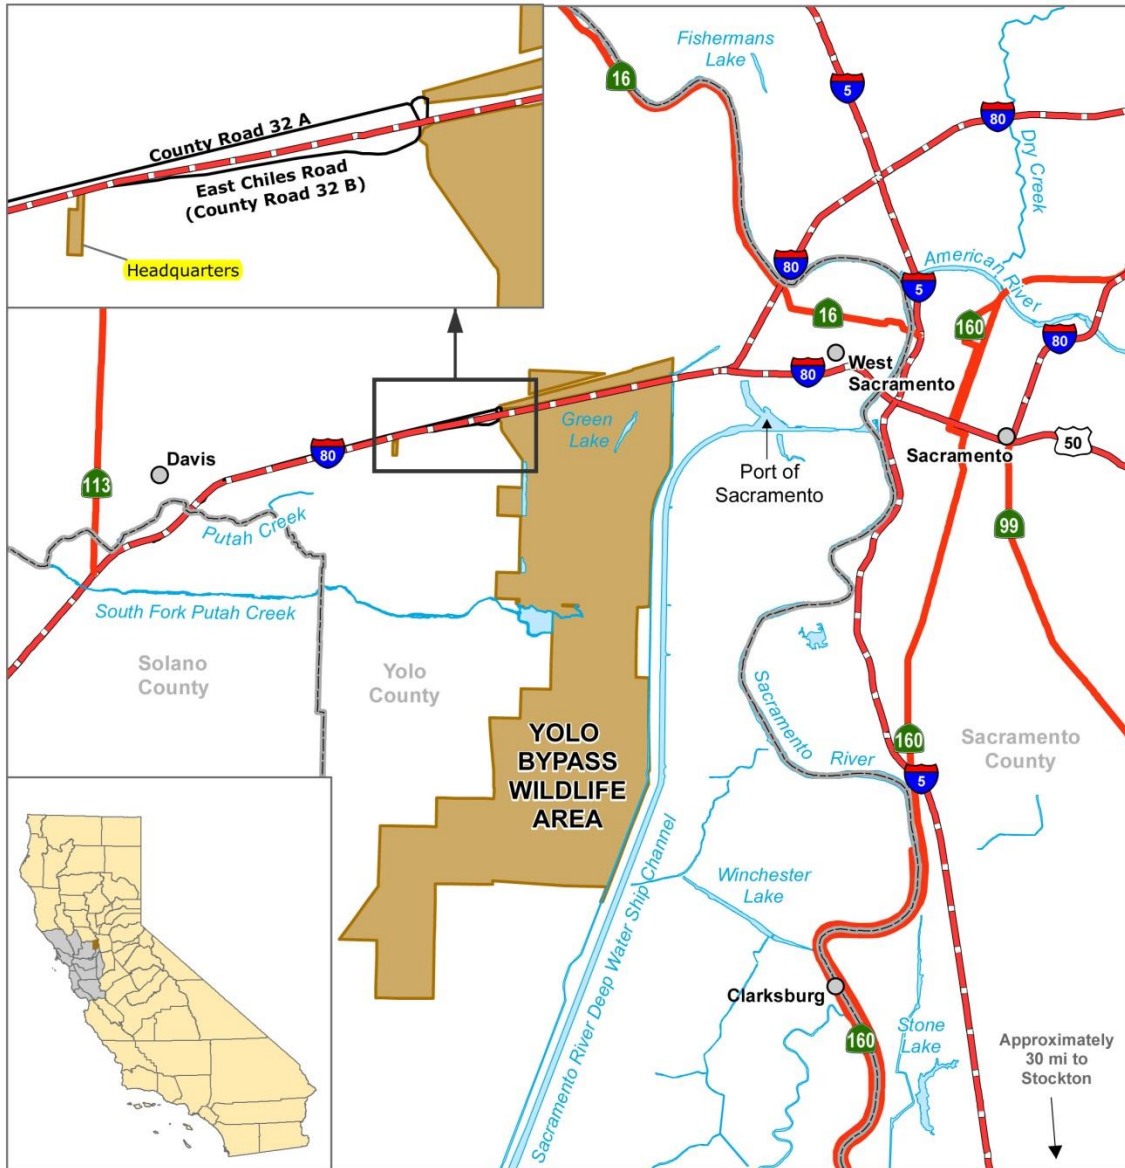 County Road 32 A
East Chiles Road
(County Road 32 B)
Headquarters
Fishermans
Lake
16
5
80
Dry Creek
80
American
River
5
16
160
80
West
Sacramento
80
Green
Lake
Port of
Sacramento
Sacramento
50
80
Davis
113
99
Putah Creek
South Fork Putah Creek
Solano
County
Yolo
County
Sacramento
River
160
Sacramento
County
5
YOLO
BYPASS
WILDLIFE
AREA
Sacramento River Deep Water Ship Channel
Winchester
Lake
Clarksburg
160
Stone
Lake
Approximately
30 mi to
Stockton